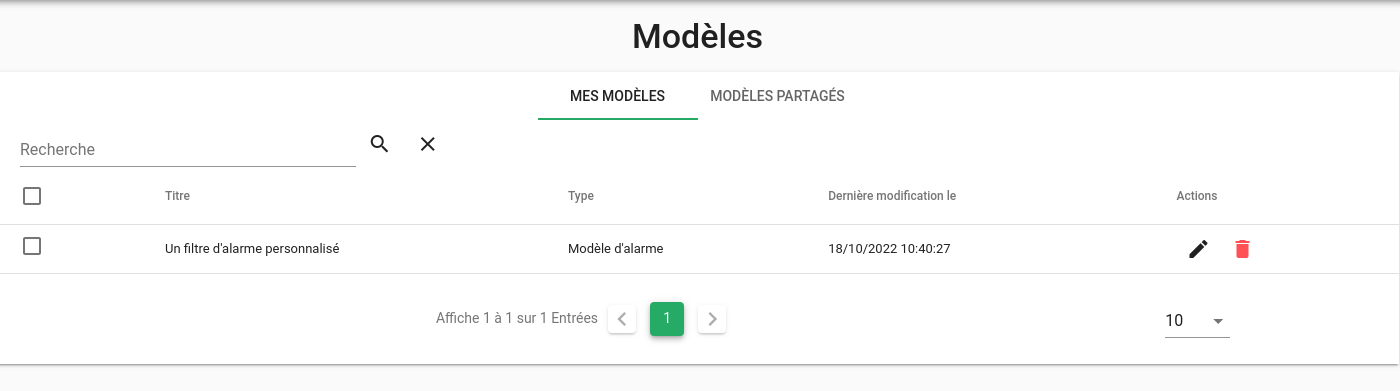 Modèles
MES MODÈLES MODÈLES PARTAGÉS
Recherche
Titre Type Dernière modification le Actions
Un filtre d'alarme personnalisé Modèle d'alarme 18/10/2022 10:40:27
Affiche 1 à 1 sur 1 Entrées 1 10